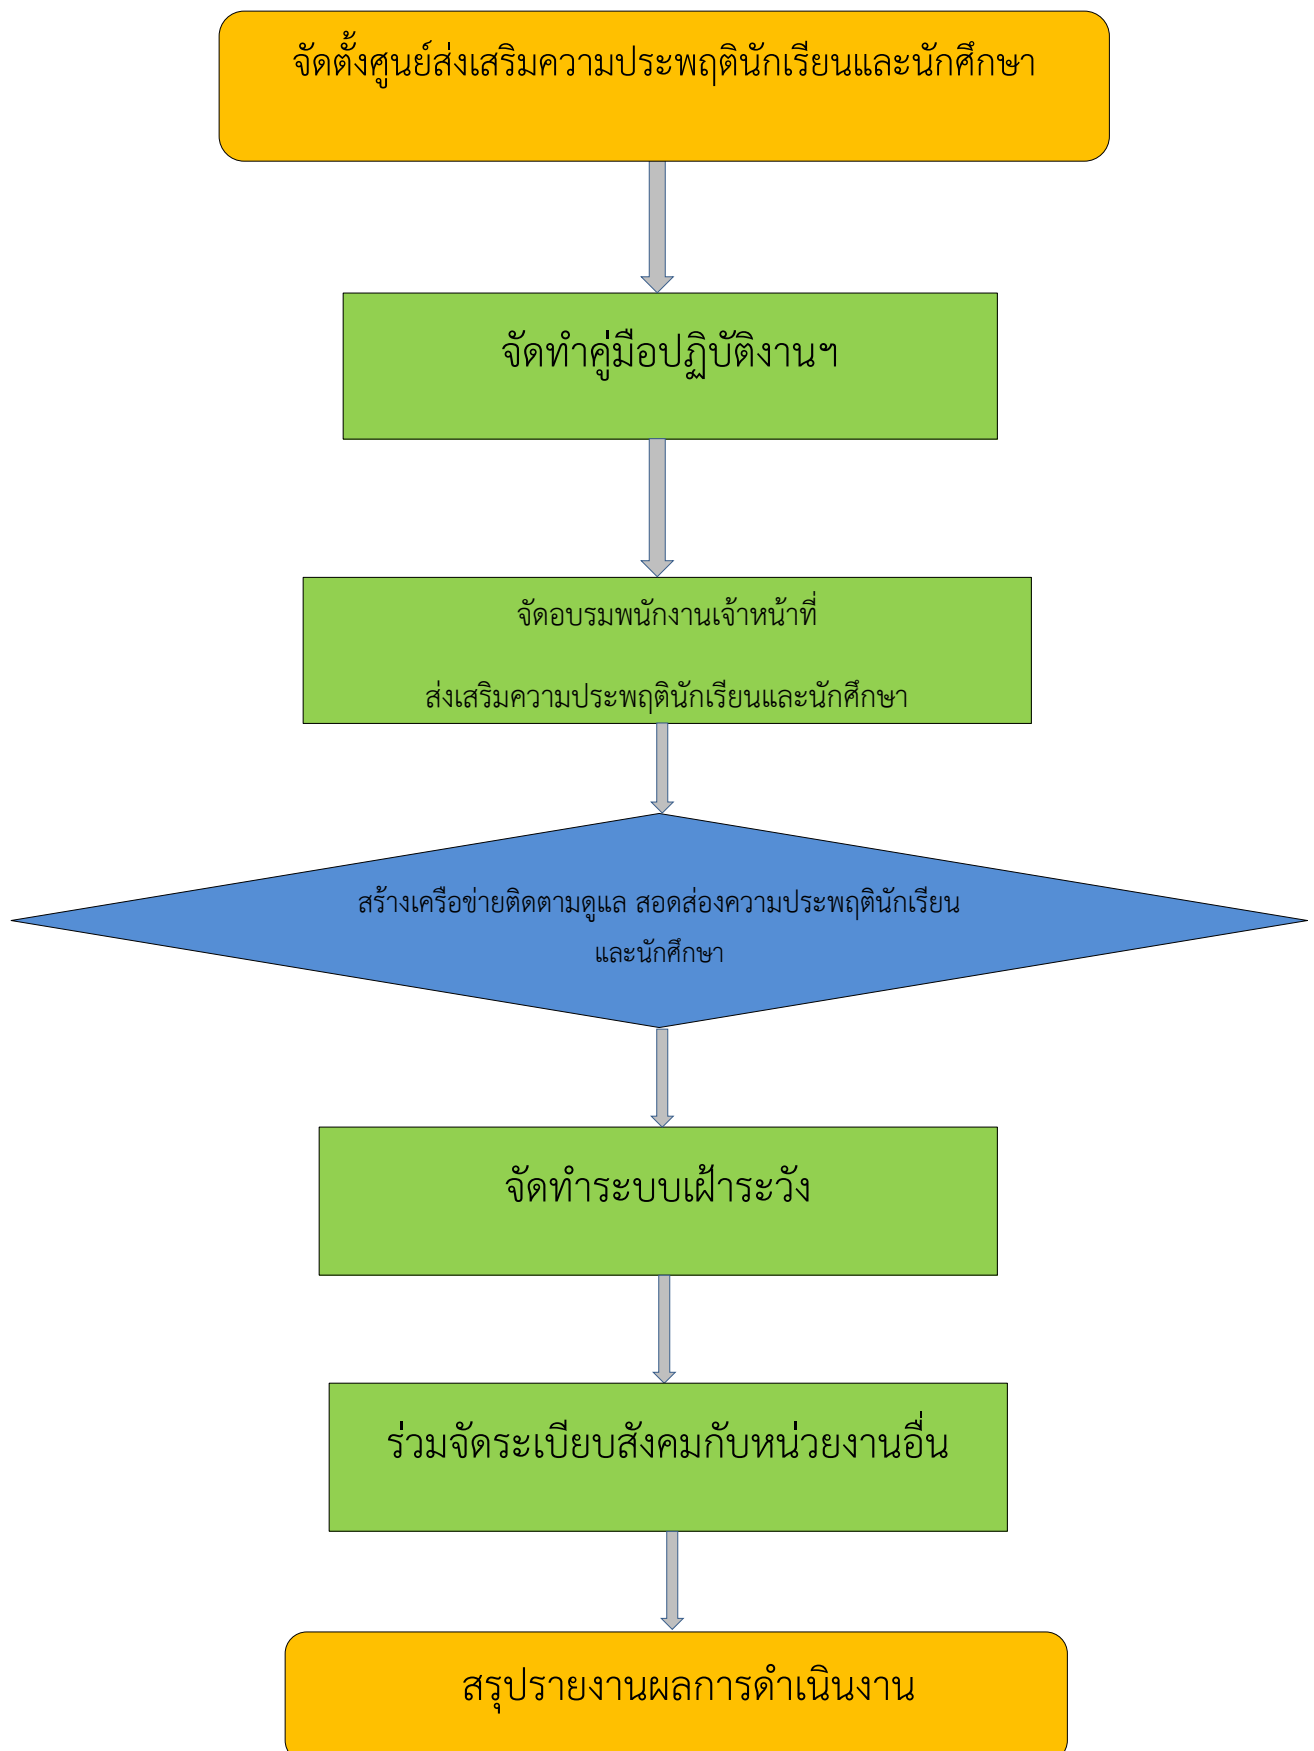 จัดตั้งศูนย์ส่งเสริมความประพฤตินักเรียนและนักศึกษา
จัดทำคู่มือปฏิบัติงานฯ
จัดอบรมพนักงานเจ้าหน้าที่
ส่งเสริมความประพฤตินักเรียนและนักศึกษา
สร้างเครือข่ายติดตามดูแล สอดส่องความประพฤตินักเรียน
และนักศึกษา
จัดทำระบบเฝ้าระวัง
ร่วมจัดระเบียบสังคมกับหน่วยงานอื่น
สรุปรายงานผลการดำเนินงาน